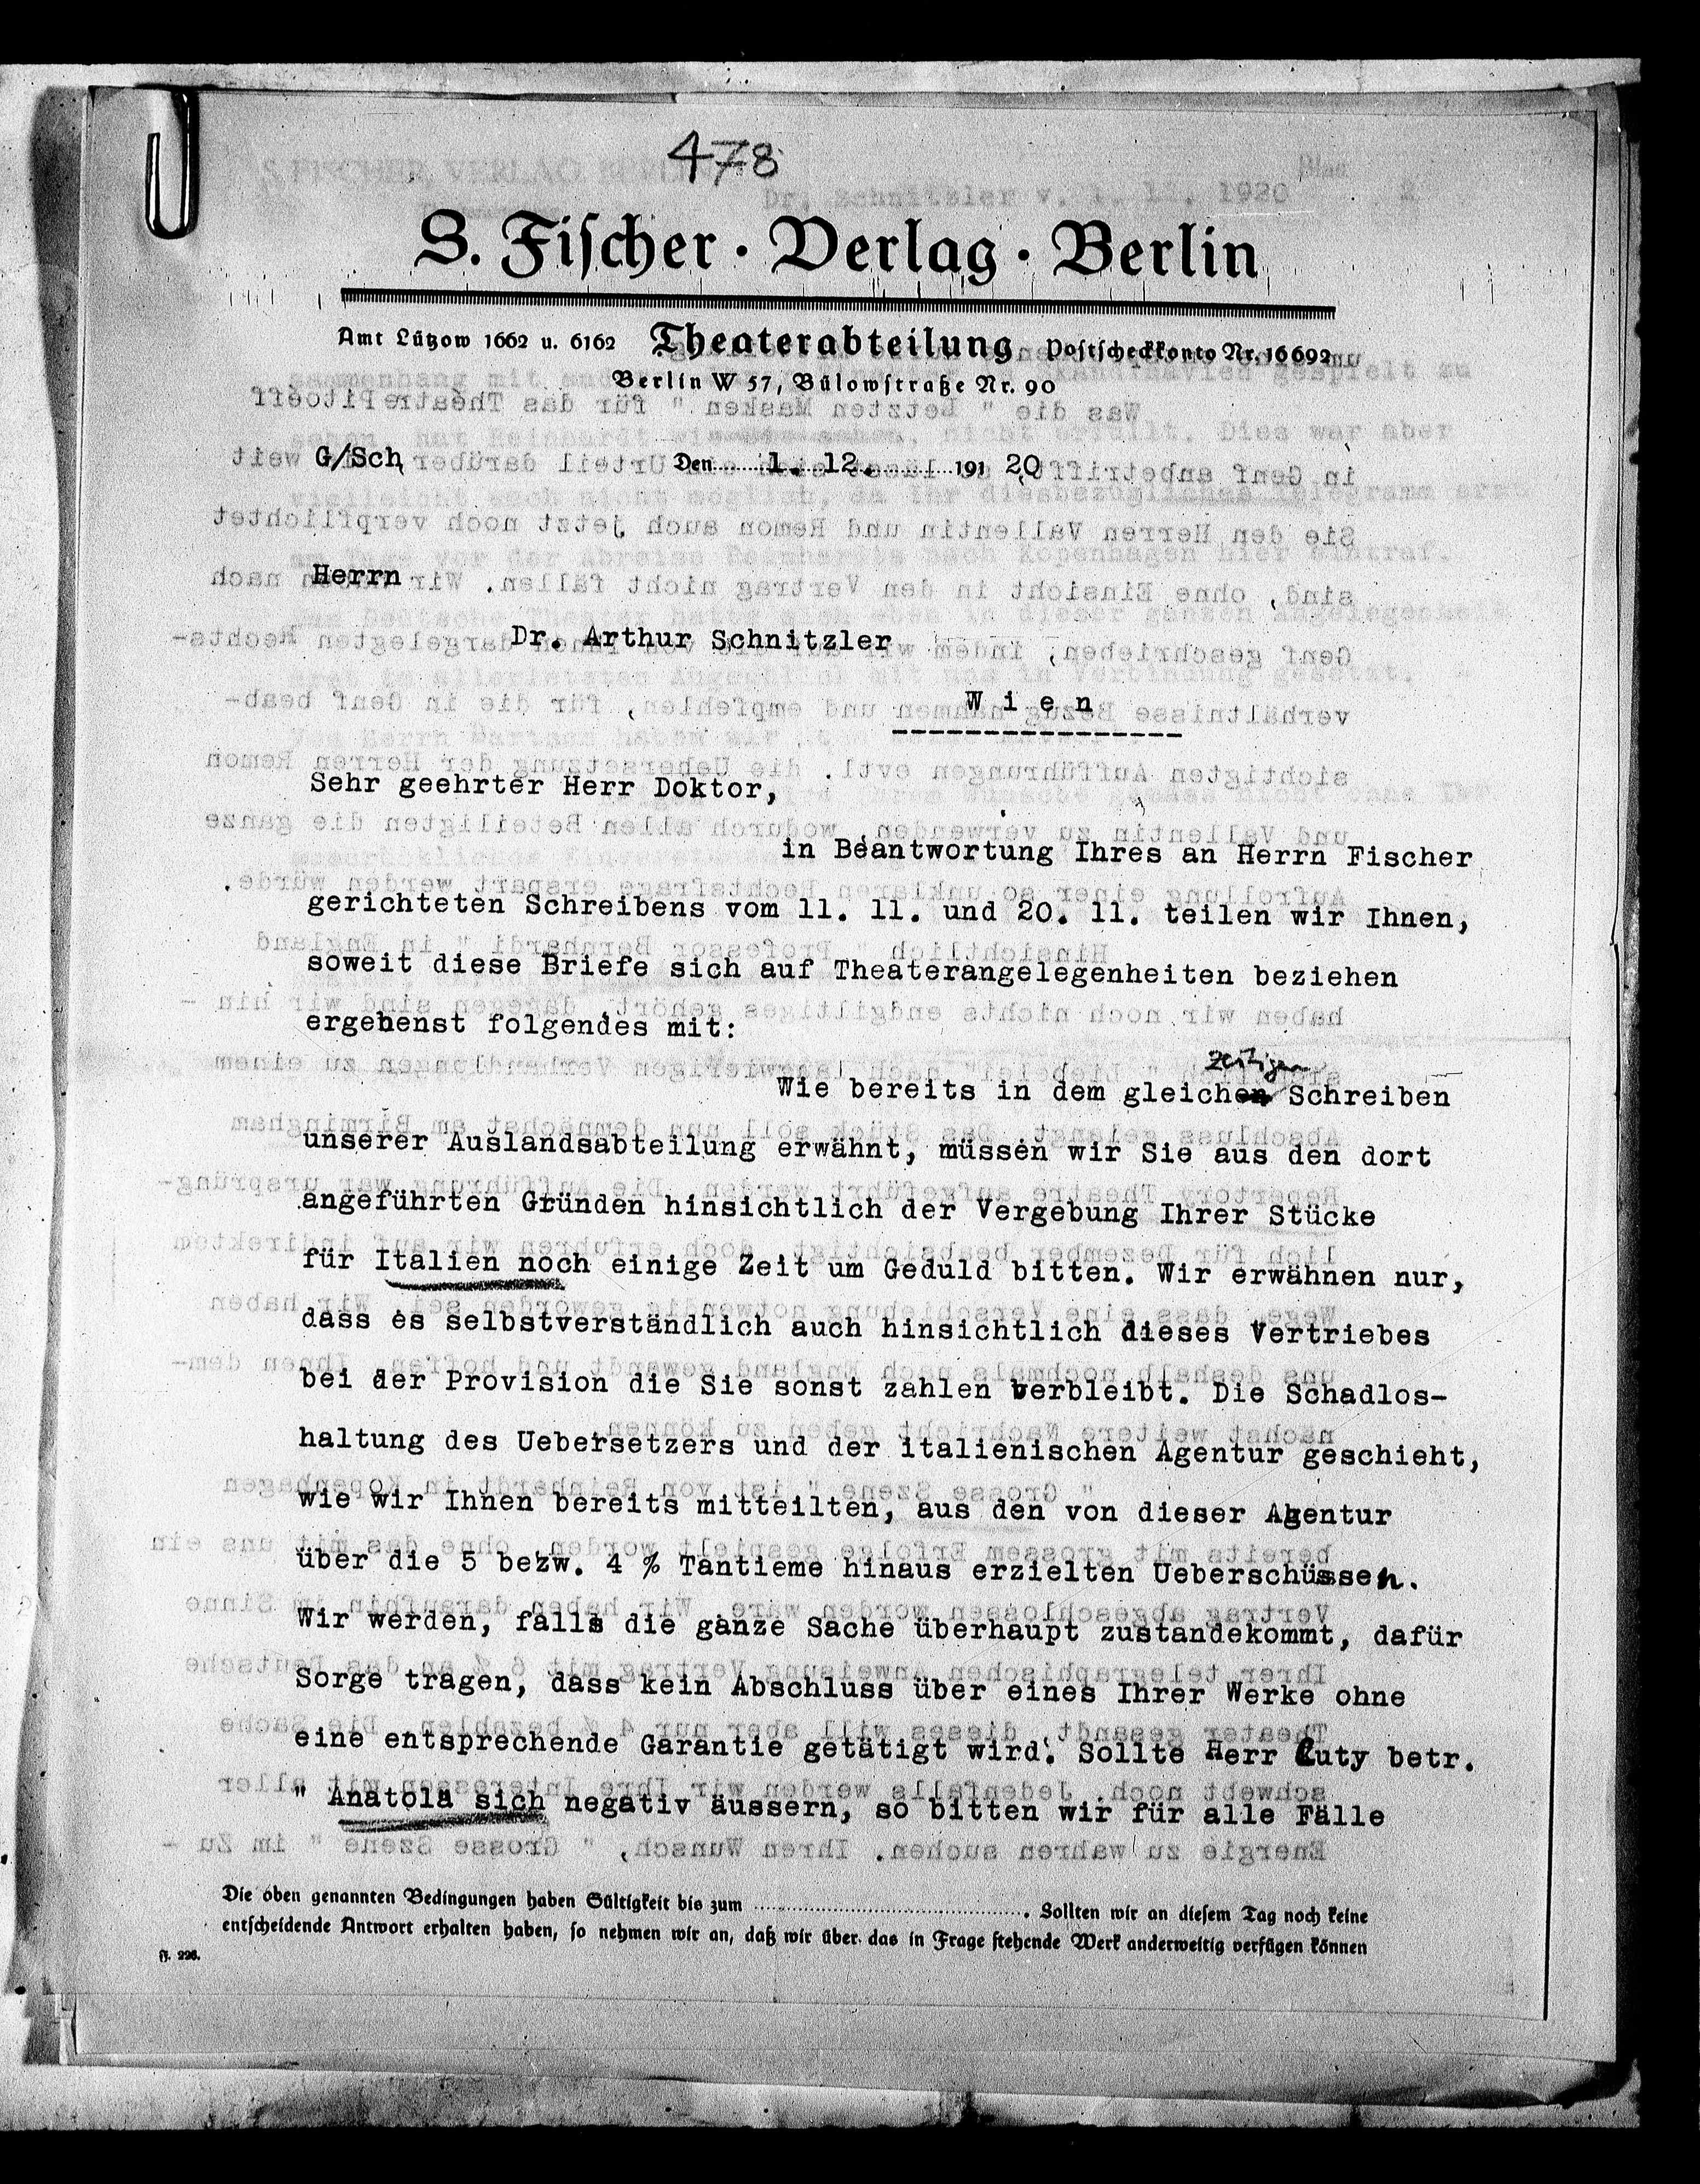 478
S. Fischer · Verlag · Berlin
Amt Lützow 1662 u. 6162 Theaterabteilung Postscheckkonto Nr. 16692
Berlin W 57, Bülowstraße Nr. 90
G/Sch, Den 1. 12. 191 20
Herrn
Dr. Arthur Schnitzler
W i e n
Sehr geehrter Herr Doktor,
in Beantwortung Ihres an Herrn Fischer
gerichteten Schreibens vom 11. 11. und 20. 11. teilen wir Ihnen,
soweit diese Briefe sich auf Theaterangelegenheiten beziehen
ergebenst folgendes mit:
zeitigen
Wie bereits in dem gleichen Schreiben
unserer Auslandsabteilung erwähnt, müssen wir Sie aus den dort
angeführten Gründen hinsichtlich der Vergebung Ihrer Stücke
für Italien noch einige Zeit um Geduld bitten. Wir erwähnen nur,
dass es selbstverständlich auch hinsichtlich dieses Vertriebes
bei der Provision die Sie sonst zahlen verbleibt. Die Schadlos-
haltung des Uebersetzers und der italienischen Agentur geschieht,
wie wir Ihnen bereits mitteilten, aus den von dieser Agentur
über die 5 bezw. 4 % Tantieme hinaus erzielten Ueberschüssen.
Wir werden, falls die ganze Sache überhaupt zustandekommt, dafür
Sorge tragen, dass kein Abschluss über eines Ihrer Werke ohne
eine entsprechende Garantie getätigt wird. Sollte Herr Cuty betr.
" Anatols sich negativ äussern, so bitten wir für alle Fälle
Die oben genannten Bedingungen haben Gültigkeit bis zum ........ . Sollten wir an diesem Tag noch keine
entscheidende Antwort erhalten haben, so nehmen wir an, daß wir über das in Frage stehende Werk anderweitig verfügen können
F. 226.